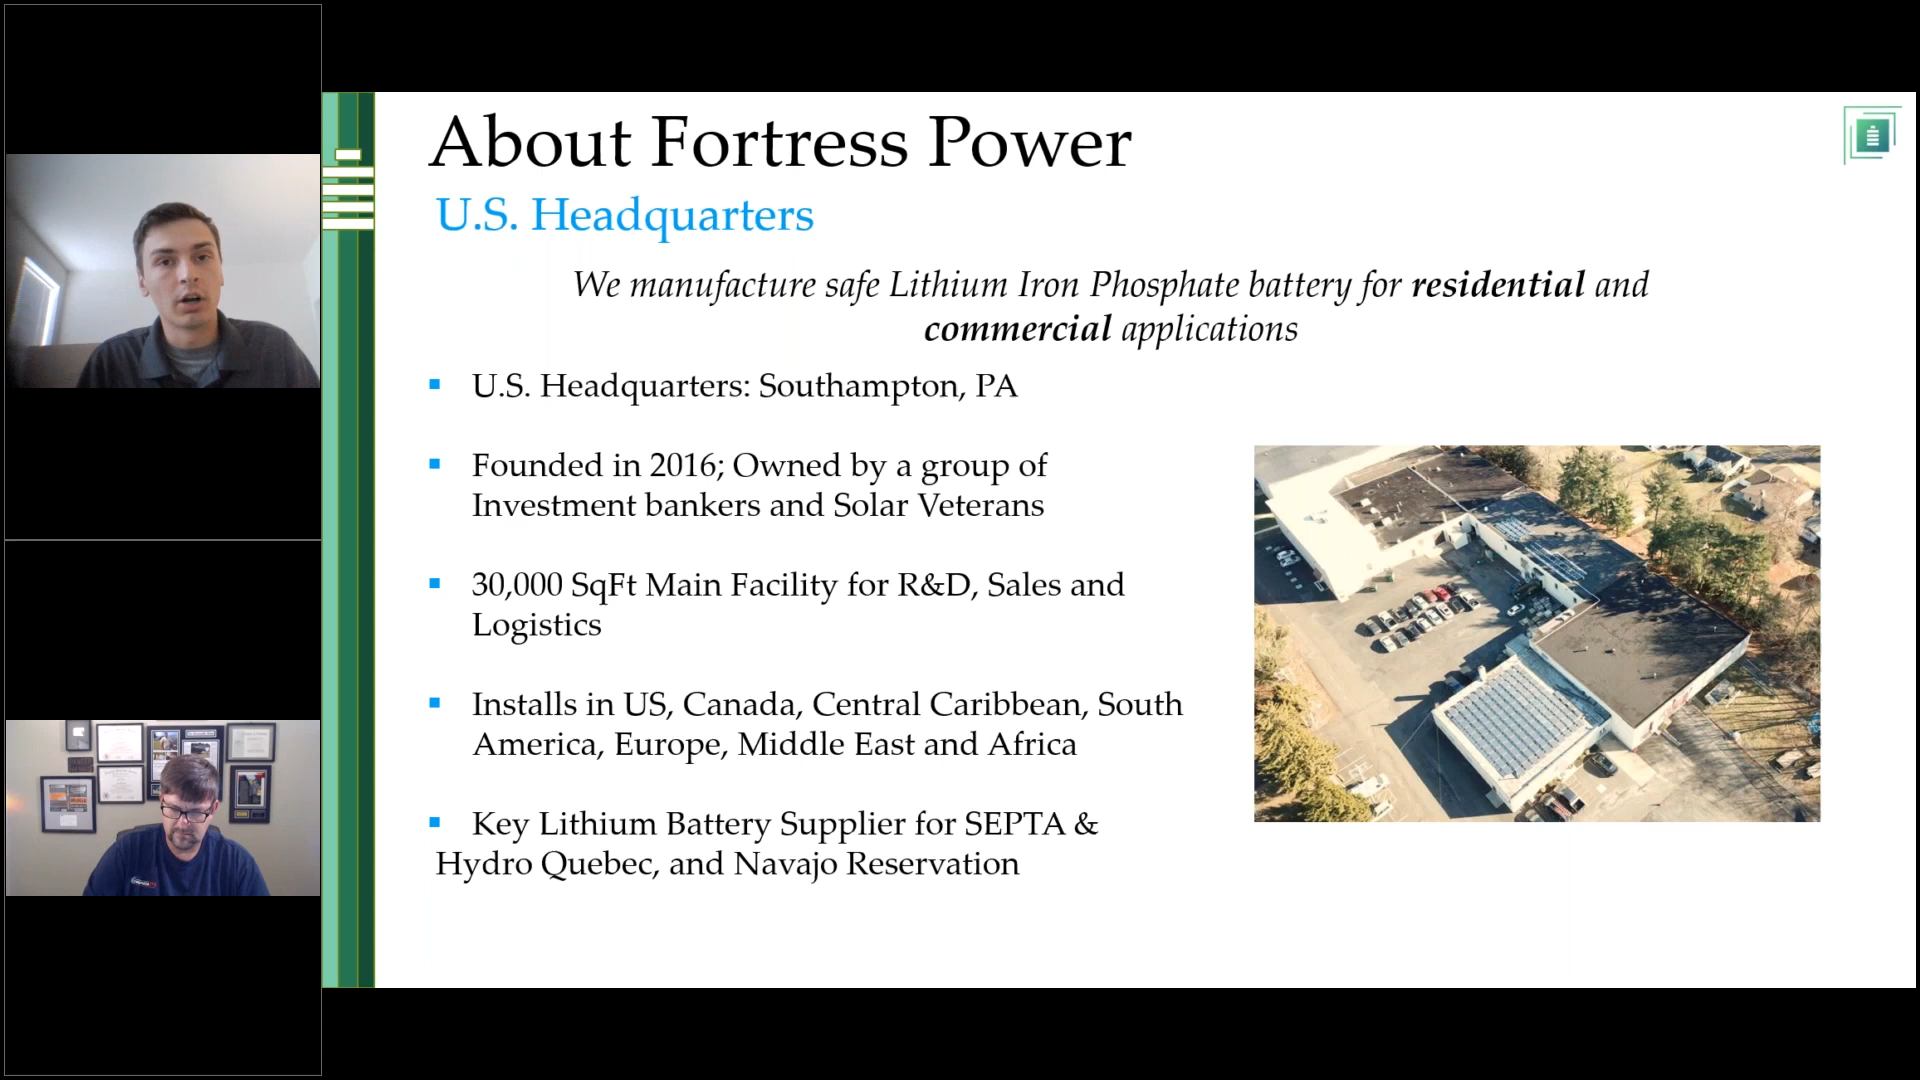 About Fortress Power
U.S. Headquarters
We manufacture safe Lithium Iron Phosphate battery for residential and
commercial applications
▪ U.S. Headquarters: Southampton, PA
▪ Founded in 2016; Owned by a group of
Investment bankers and Solar Veterans
▪ 30,000 SqFt Main Facility for R&D, Sales and
Logistics
▪ Installs in US, Canada, Central Caribbean, South
America, Europe, Middle East and Africa
▪ Key Lithium Battery Supplier for SEPTA &
Hydro Quebec, and Navajo Reservation